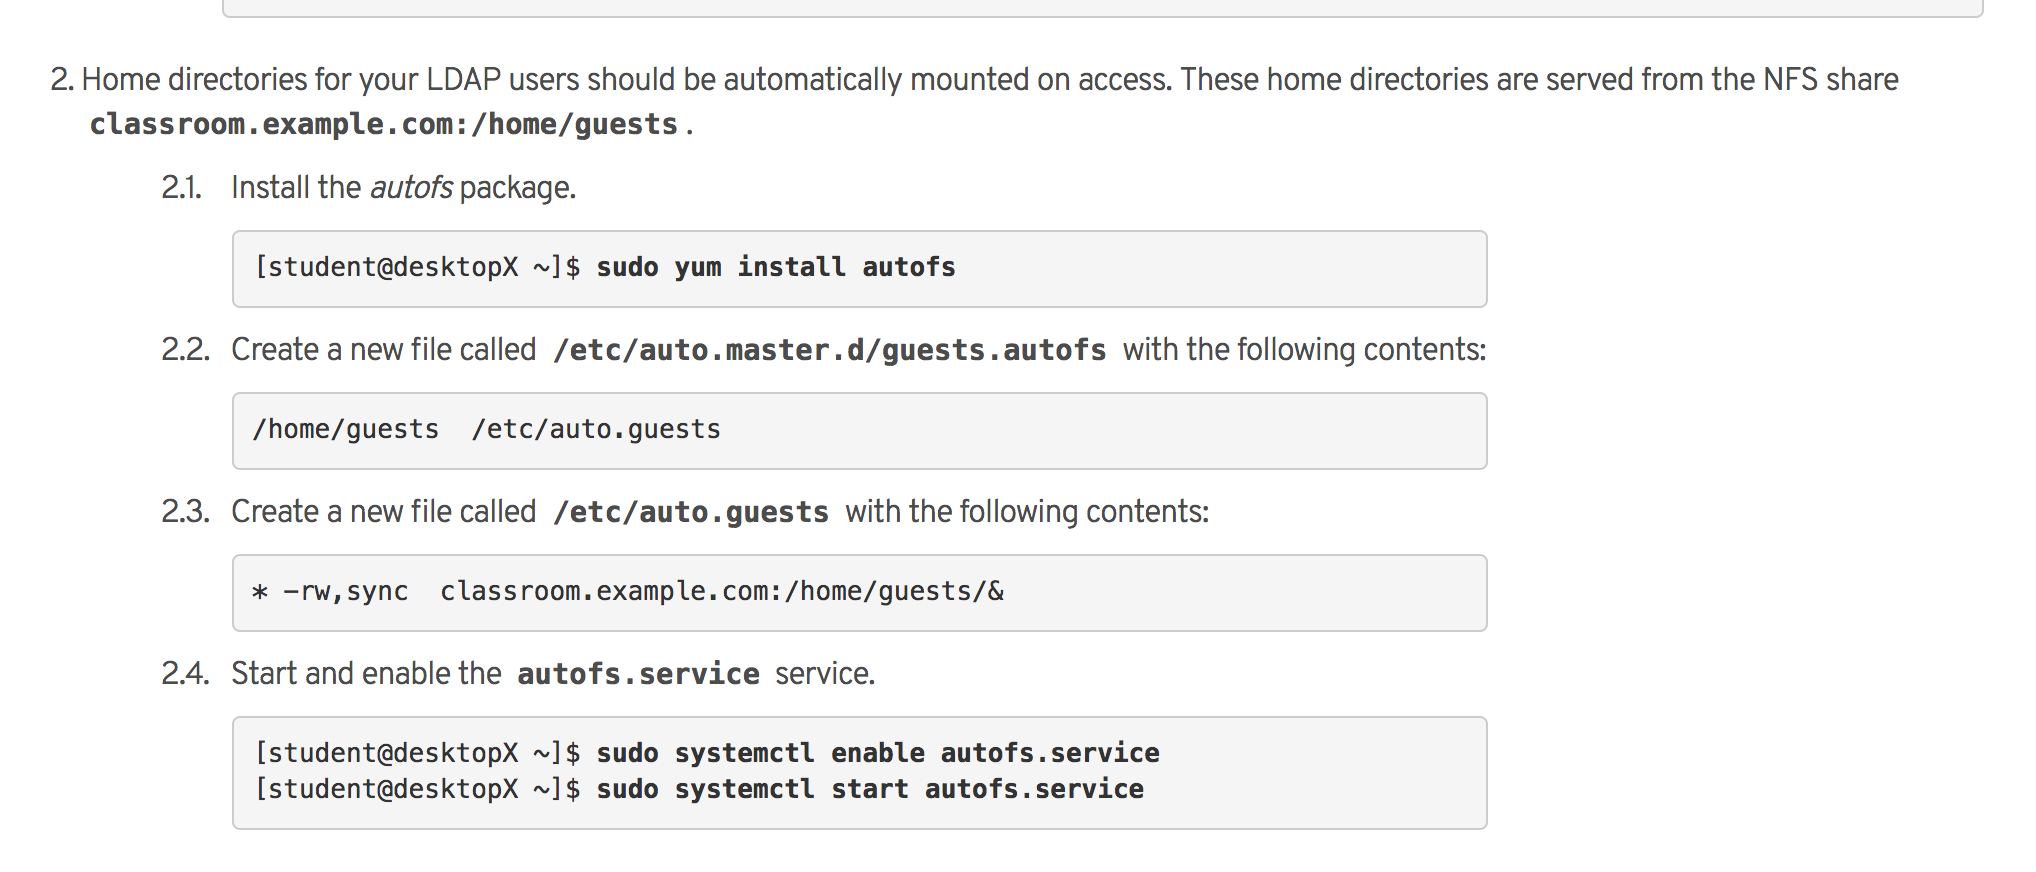 2. Home directories for your LDAP users should be automatically mounted on access. These home directories are served from the NFS share
classroom.example.com:/home/guests .
2.1. Install the autofs package.
[student@desktopX ~]$ sudo yum install autofs
2.2. Create a new file called /etc/auto.master.d/guests.autofs with the following contents:
/home/guests  /etc/auto.guests
2.3. Create a new file called /etc/auto.guests with the following contents:
* -rw,sync  classroom.example.com:/home/guests/&
2.4. Start and enable the autofs.service service.
[student@desktopX ~]$ sudo systemctl enable autofs.service
[student@desktopX ~]$ sudo systemctl start autofs.service